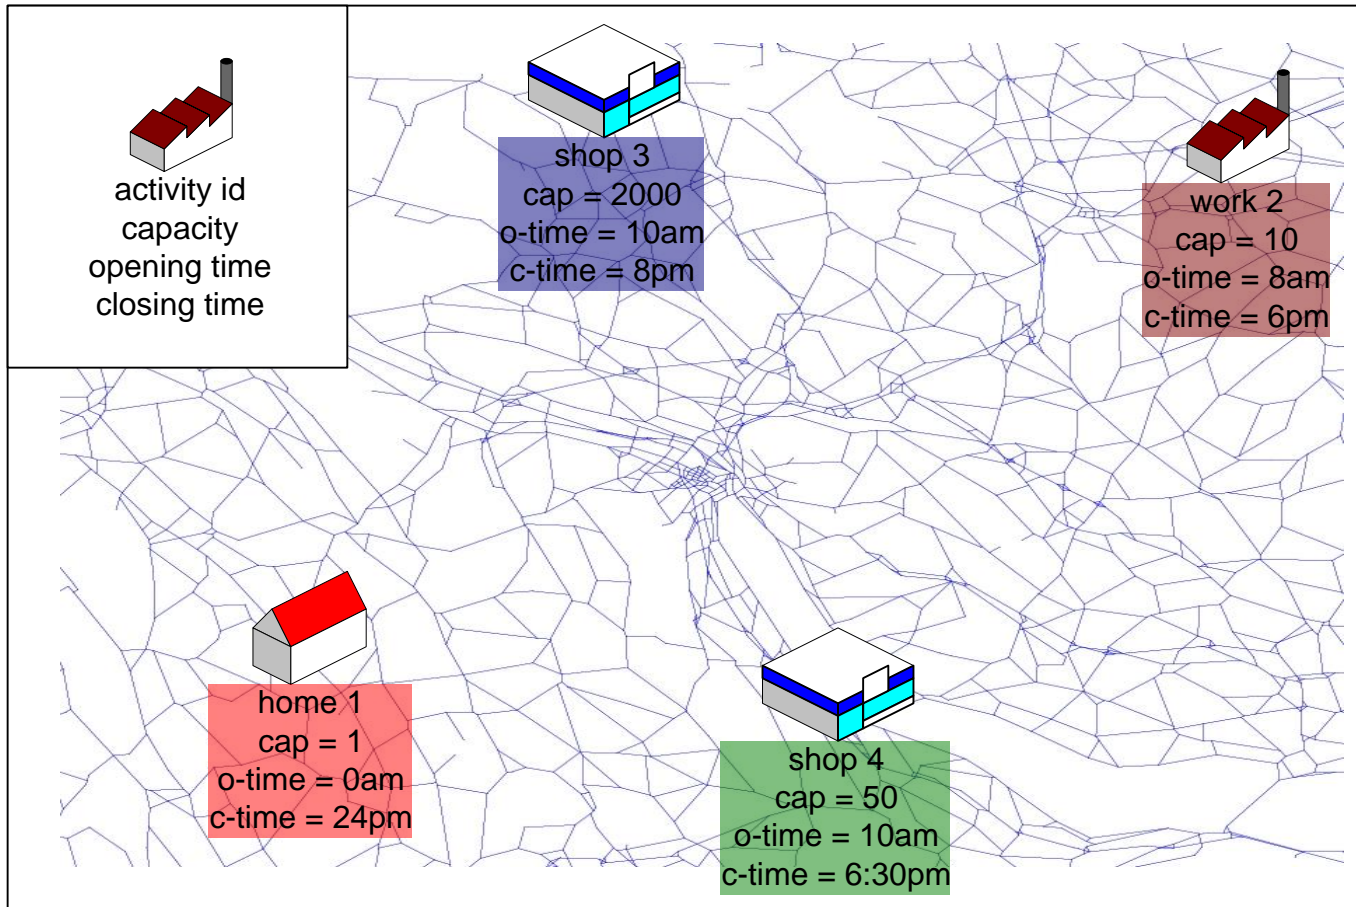 activity id
capacity
opening time
closing time
shop 3
cap = 2000
o-time = 10am
c-time = 8pm
work 2
cap = 10
o-time = 8am
c-time = 6pm
home 1
cap = 1
o-time = 0am
c-time = 24pm
shop 4
cap = 50
o-time = 10am
c-time = 6:30pm